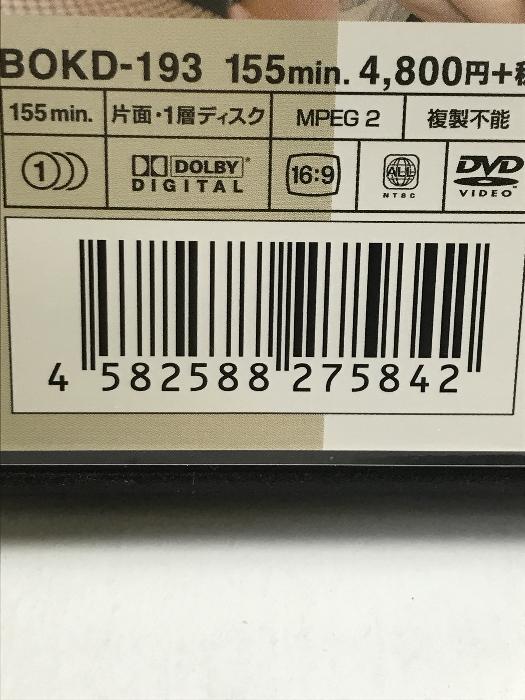 BOKD-193 155min. 4,800円+税
155min. 片面・1層ディスク MPEG 2 複製不能
1 DOLBY DIGITAL 16:9 ALL NTSC DVD VIDEO
4 582588 275842